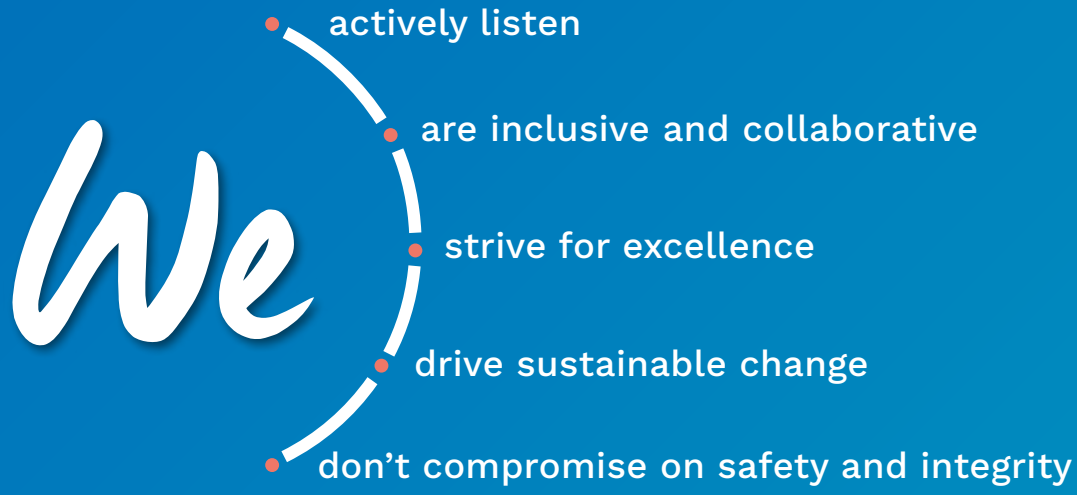 We
actively listen
are inclusive and collaborative
strive for excellence
drive sustainable change
don’t compromise on safety and integrity